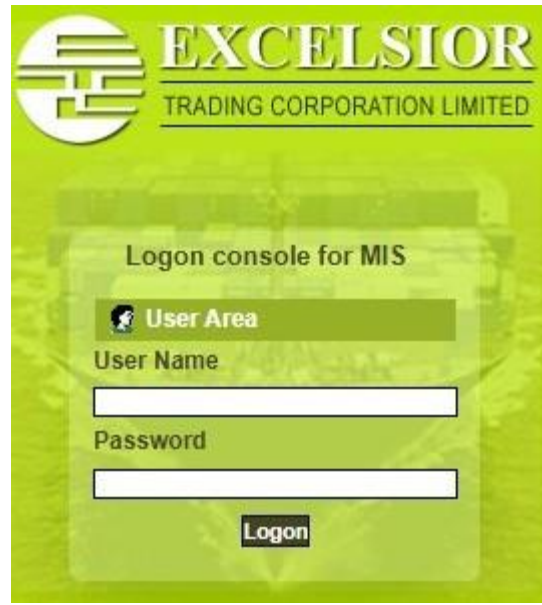 EXCELSIOR
TRADING CORPORATION LIMITED
Logon console for MIS
User Area
User Name
Password
Logon